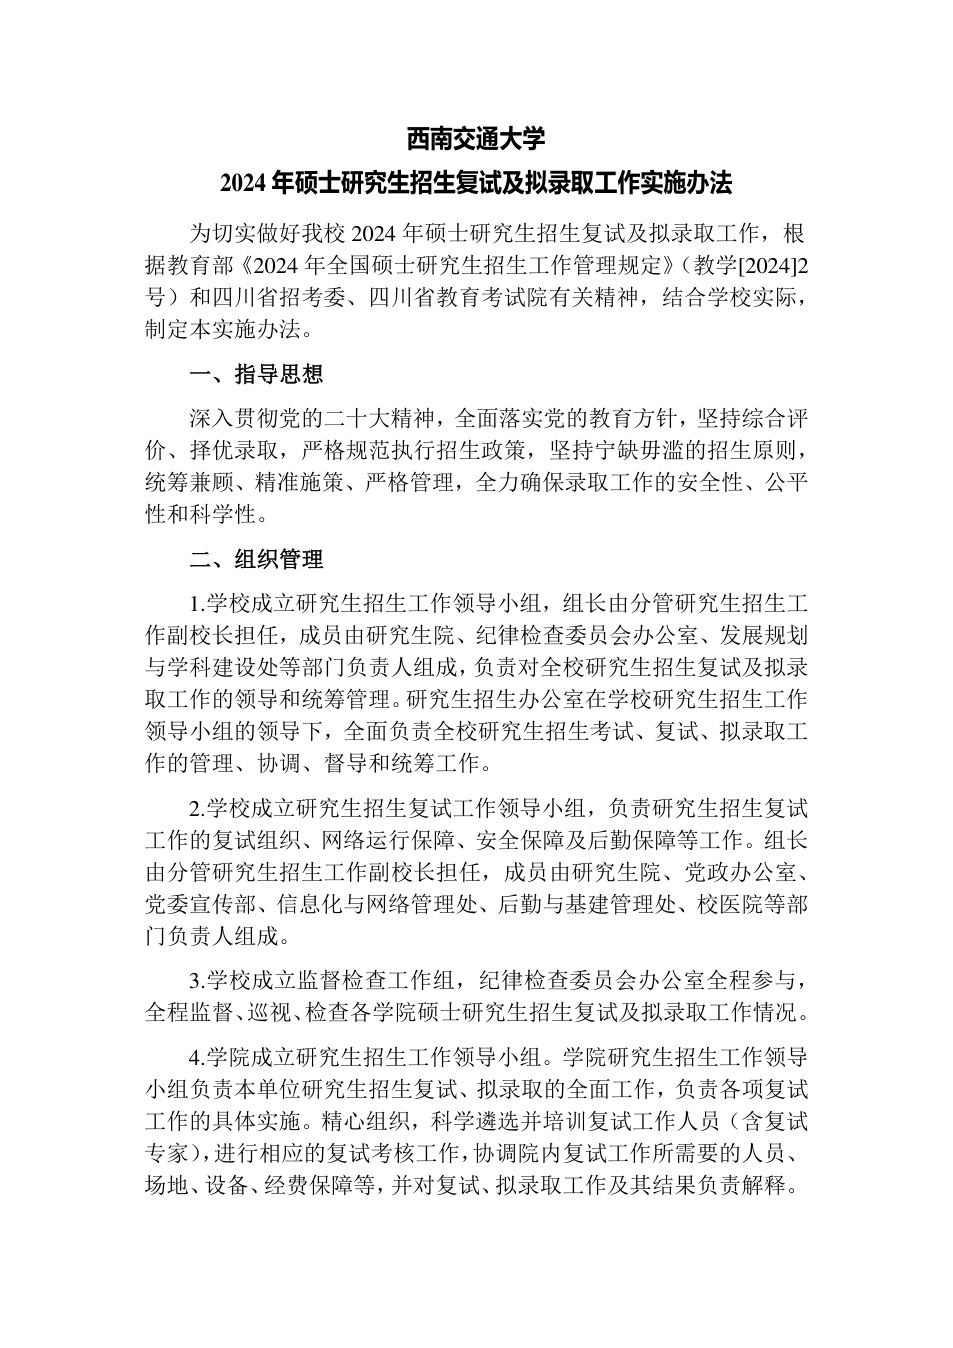 西南交通大学
2024 年硕士研究生招生复试及拟录取工作实施办法
为切实做好我校 2024 年硕士研究生招生复试及拟录取工作，根
据教育部《2024 年全国硕士研究生招生工作管理规定》（教学[2024]2
号）和四川省招考委、四川省教育考试院有关精神，结合学校实际，
制定本实施办法。
一、指导思想
深入贯彻党的二十大精神，全面落实党的教育方针，坚持综合评
价、择优录取，严格规范执行招生政策，坚持宁缺毋滥的招生原则，
统筹兼顾、精准施策、严格管理，全力确保录取工作的安全性、公平
性和科学性。
二、组织管理
1.学校成立研究生招生工作领导小组，组长由分管研究生招生工
作副校长担任，成员由研究生院、纪律检查委员会办公室、发展规划
与学科建设处等部门负责人组成，负责对全校研究生招生复试及拟录
取工作的领导和统筹管理。研究生招生办公室在学校研究生招生工作
领导小组的领导下，全面负责全校研究生招生考试、复试、拟录取工
作的管理、协调、督导和统筹工作。
2.学校成立研究生招生复试工作领导小组，负责研究生招生复试
工作的复试组织、网络运行保障、安全保障及后勤保障等工作。组长
由分管研究生招生工作副校长担任，成员由研究生院、党政办公室、
党委宣传部、信息化与网络管理处、后勤与基建管理处、校医院等部
门负责人组成。
3.学校成立监督检查工作组，纪律检查委员会办公室全程参与，
全程监督、巡视、检查各学院硕士研究生招生复试及拟录取工作情况。
4.学院成立研究生招生工作领导小组。学院研究生招生工作领导
小组负责本单位研究生招生复试、拟录取的全面工作，负责各项复试
工作的具体实施。精心组织，科学遴选并培训复试工作人员（含复试
专家），进行相应的复试考核工作，协调院内复试工作所需要的人员、
场地、设备、经费保障等，并对复试、拟录取工作及其结果负责解释。